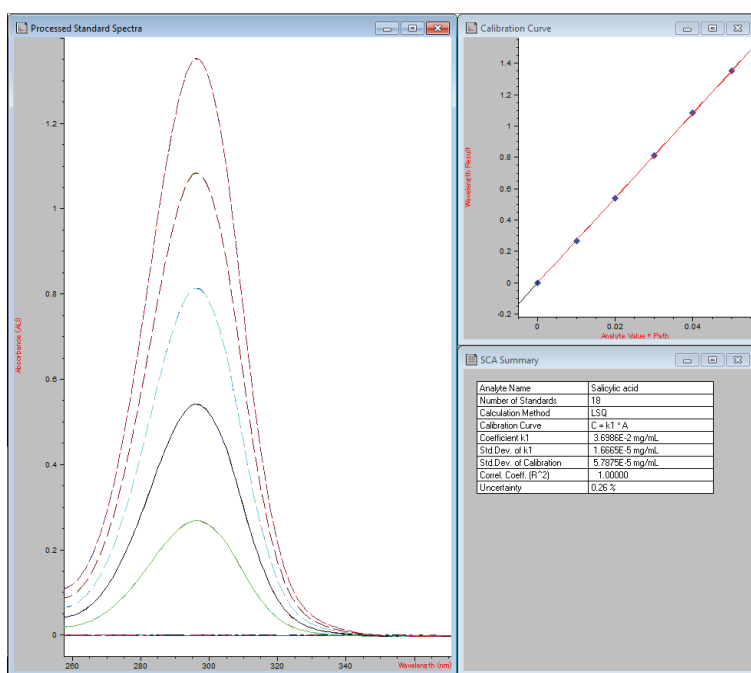 Processed Standard Spectra
1.2
1
0.8
0.6
0.4
0.2
0
260
280
300
320
340
Absorbance (AU)
Wavelength (nm)
Calibration Curve
1.4
1.2
1
0.8
0.6
0.4
0.2
0
-0.2
0
0.02
0.04
Wavelength Result
Analyte Value * Path
SCA Summary
Analyte Name Salicylic acid
Number of Standards 18
Calculation Method LSQ
Calibration Curve C = k1 * A
Coefficient k1 3.6986E-2 mg/mL
Std.Dev. of k1 1.6665E-5 mg/mL
Std.Dev. of Calibration 5.7875E-5 mg/mL
Correl. Coeff. (R^2) 1.00000
Uncertainty 0.26 %